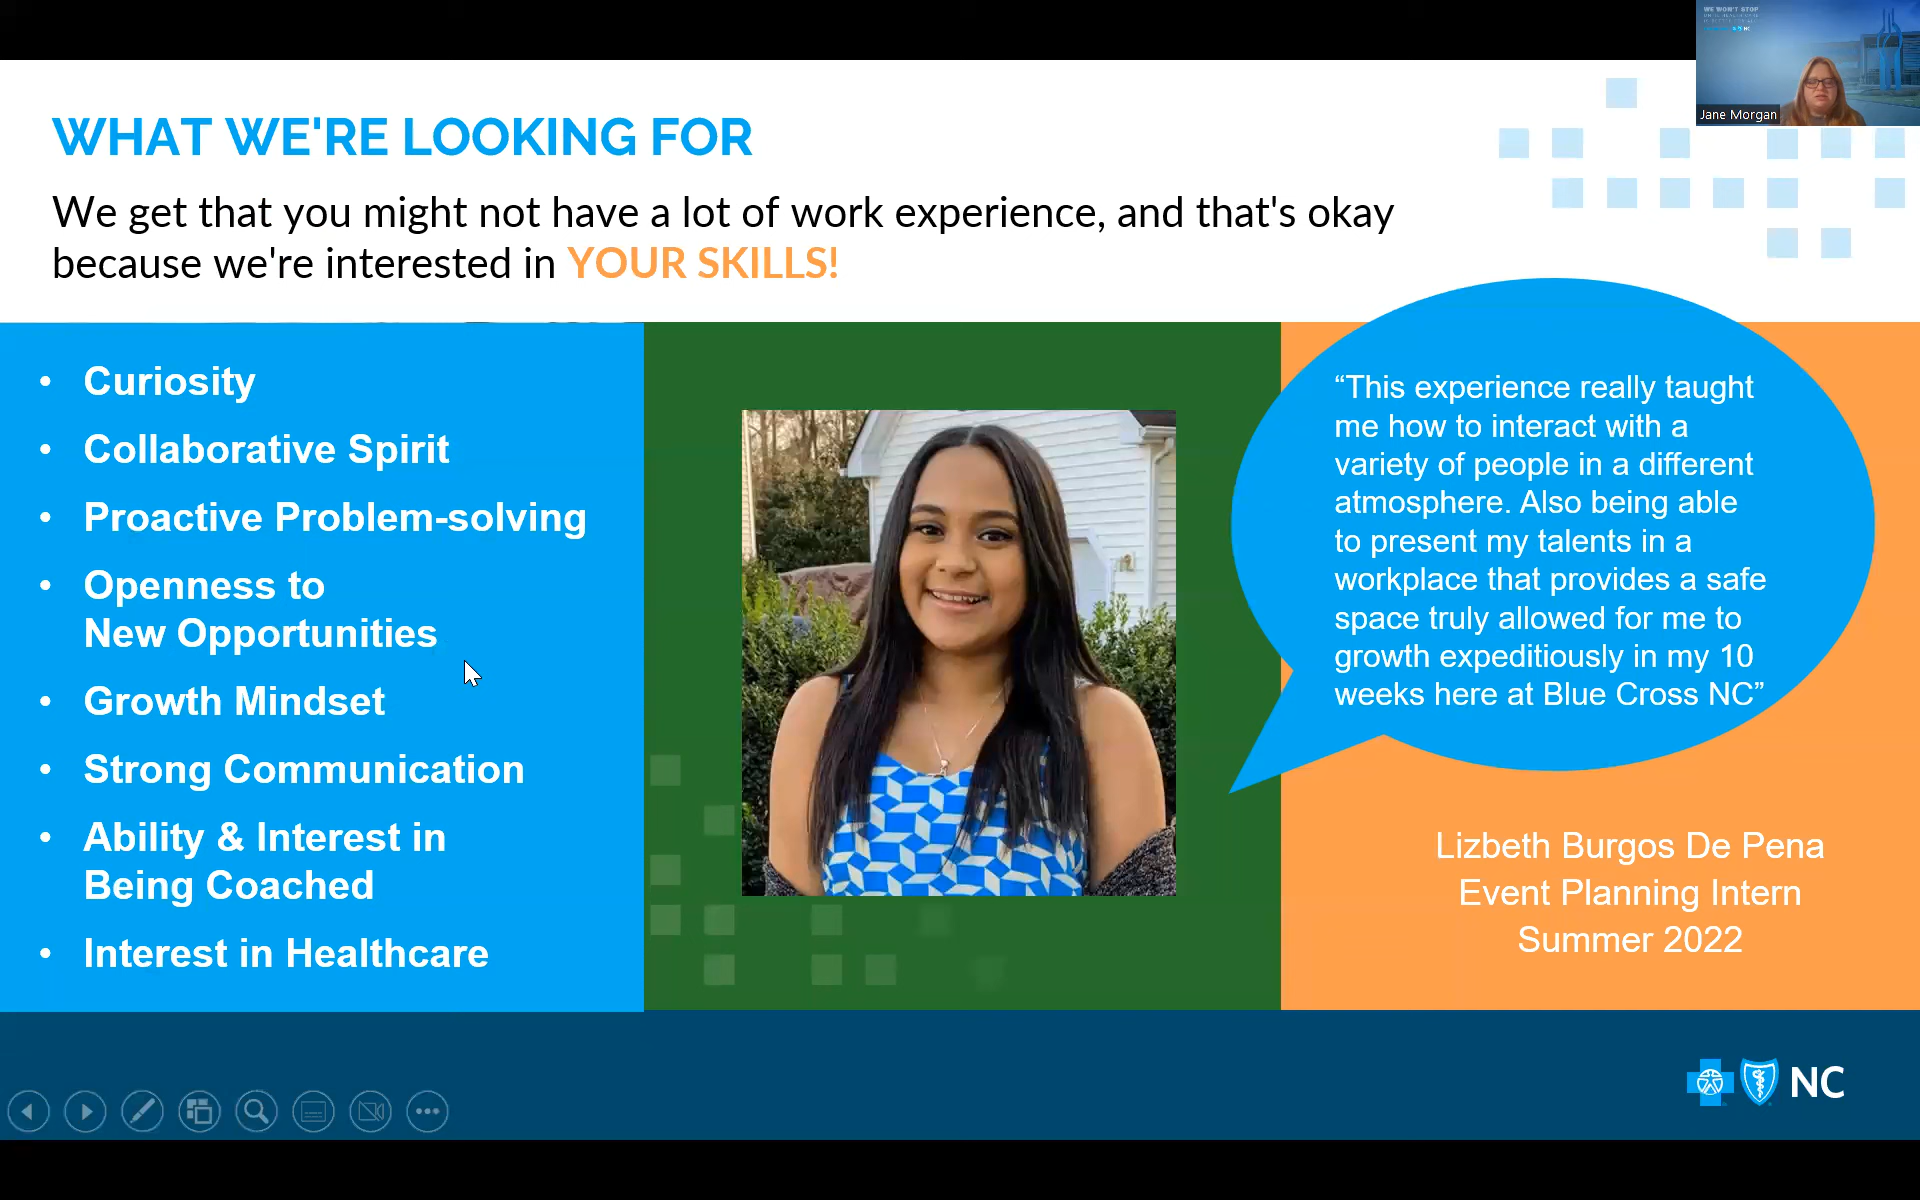 WE WON'T STOP
Jane Morgan
WHAT WE'RE LOOKING FOR
We get that you might not have a lot of work experience, and that's okay
because we're interested in YOUR SKILLS!
• Curiosity
• Collaborative Spirit
• Proactive Problem-solving
• Openness to
New Opportunities
• Growth Mindset
• Strong Communication
• Ability & Interest in
Being Coached
• Interest in Healthcare
“This experience really taught
me how to interact with a
variety of people in a different
atmosphere. Also being able
to present my talents in a
workplace that provides a safe
space truly allowed for me to
growth expeditiously in my 10
weeks here at Blue Cross NC”
Lizbeth Burgos De Pena
Event Planning Intern
Summer 2022
NC